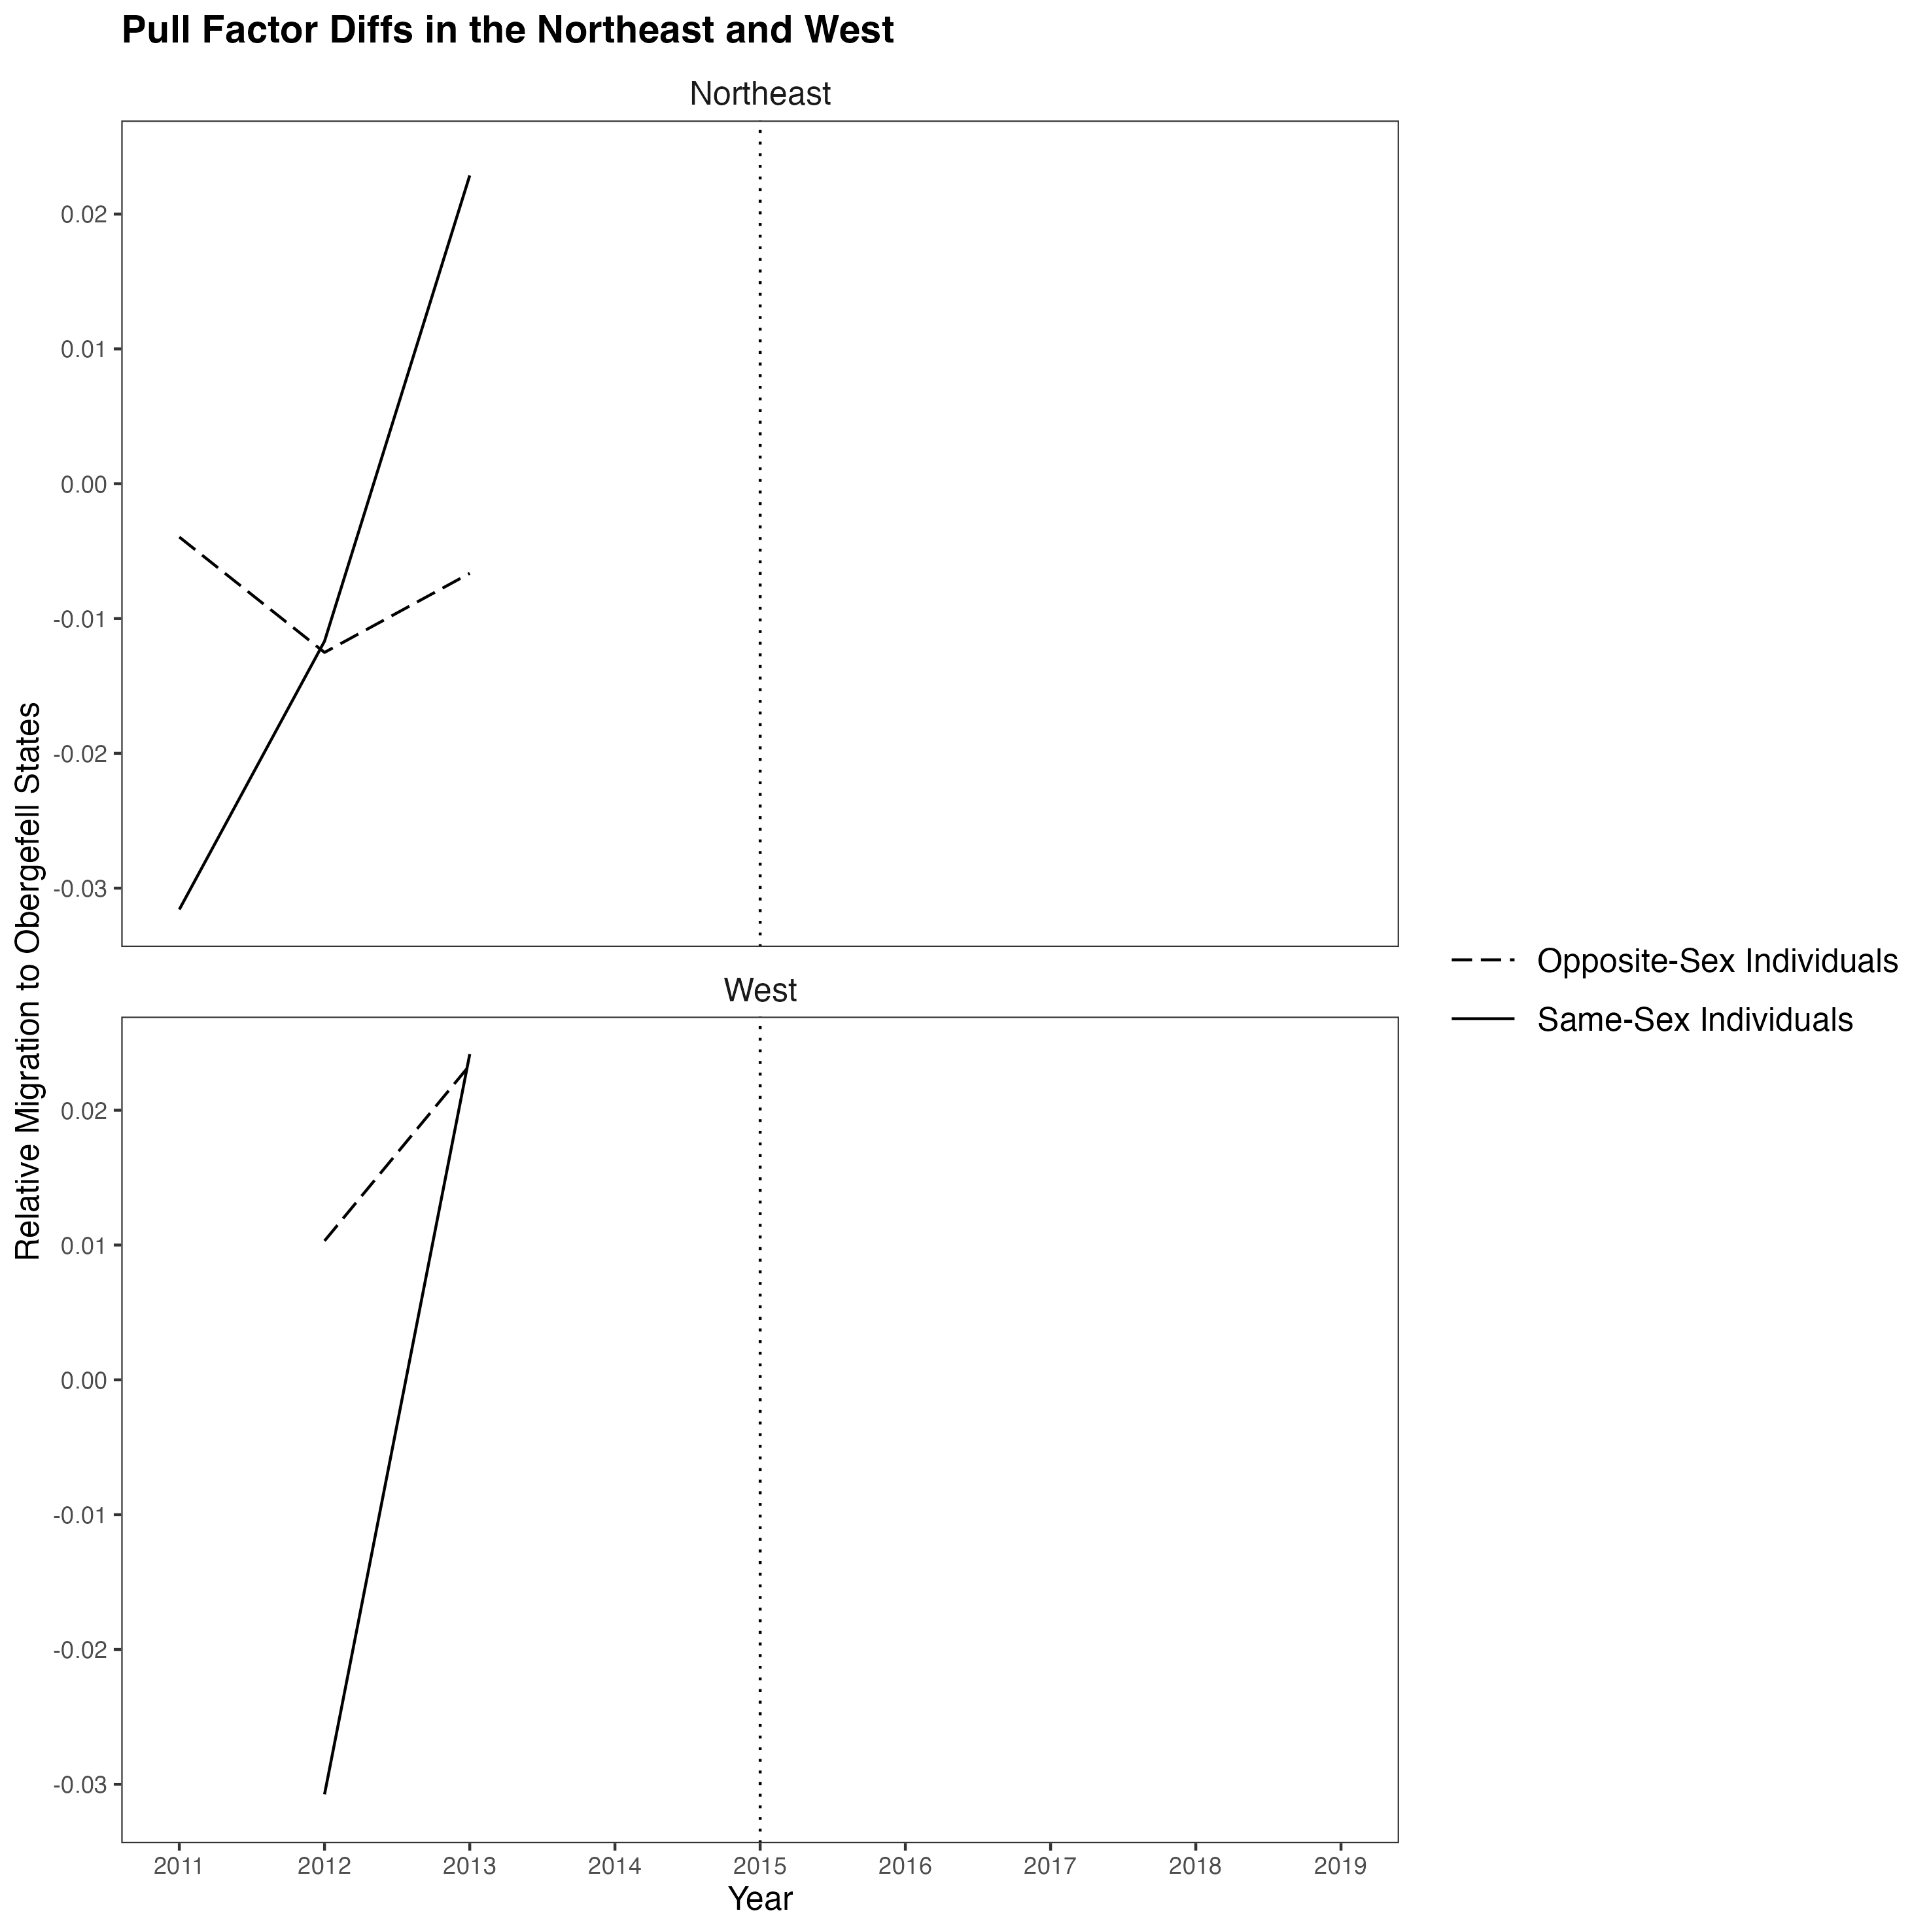 Pull Factor Diffs in the Northeast and West
Northeast
0.02
0.01
0.00
-0.01
-0.02
-0.03
Relative Migration to Obergefell States
Opposite-Sex Individuals
Same-Sex Individuals
West
0.02
0.01
0.00
-0.01
-0.02
-0.03
2011 2012 2013 2014 2015 2016 2017 2018 2019
Year